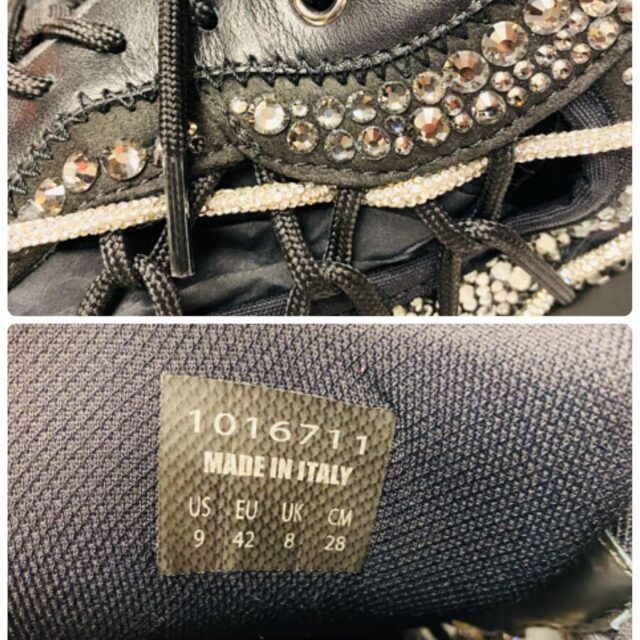 1016711
MADE IN ITALY
US EU UK CM
9 42 8 28